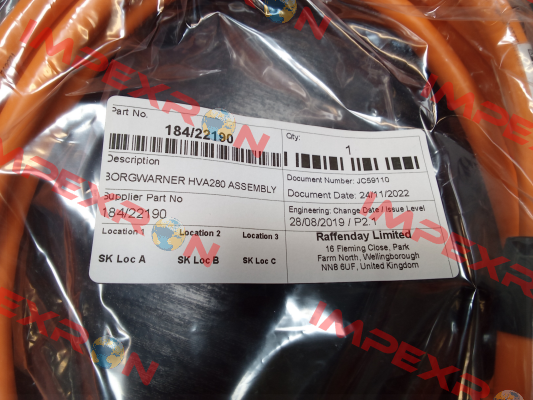 Part No.
184/22190
Qty:
1
Description
BORGWARNER HVA280 ASSEMBLY
Document Number: JC59110
Document Date: 24/11/2022
Supplier Part No
184/22190
Engineering: Change Date / Issue Level
28/08/2019 / P2.1
Location 1 Location 2 Location 3
SK Loc A SK Loc B SK Loc C
Raffenday Limited
16 Fleming Close, Park
Farm North, Wellingborough
NN8 6UF, United Kingdom
IMPEXRON
IMPEXRON
IMPEXRON
IMPEXRON